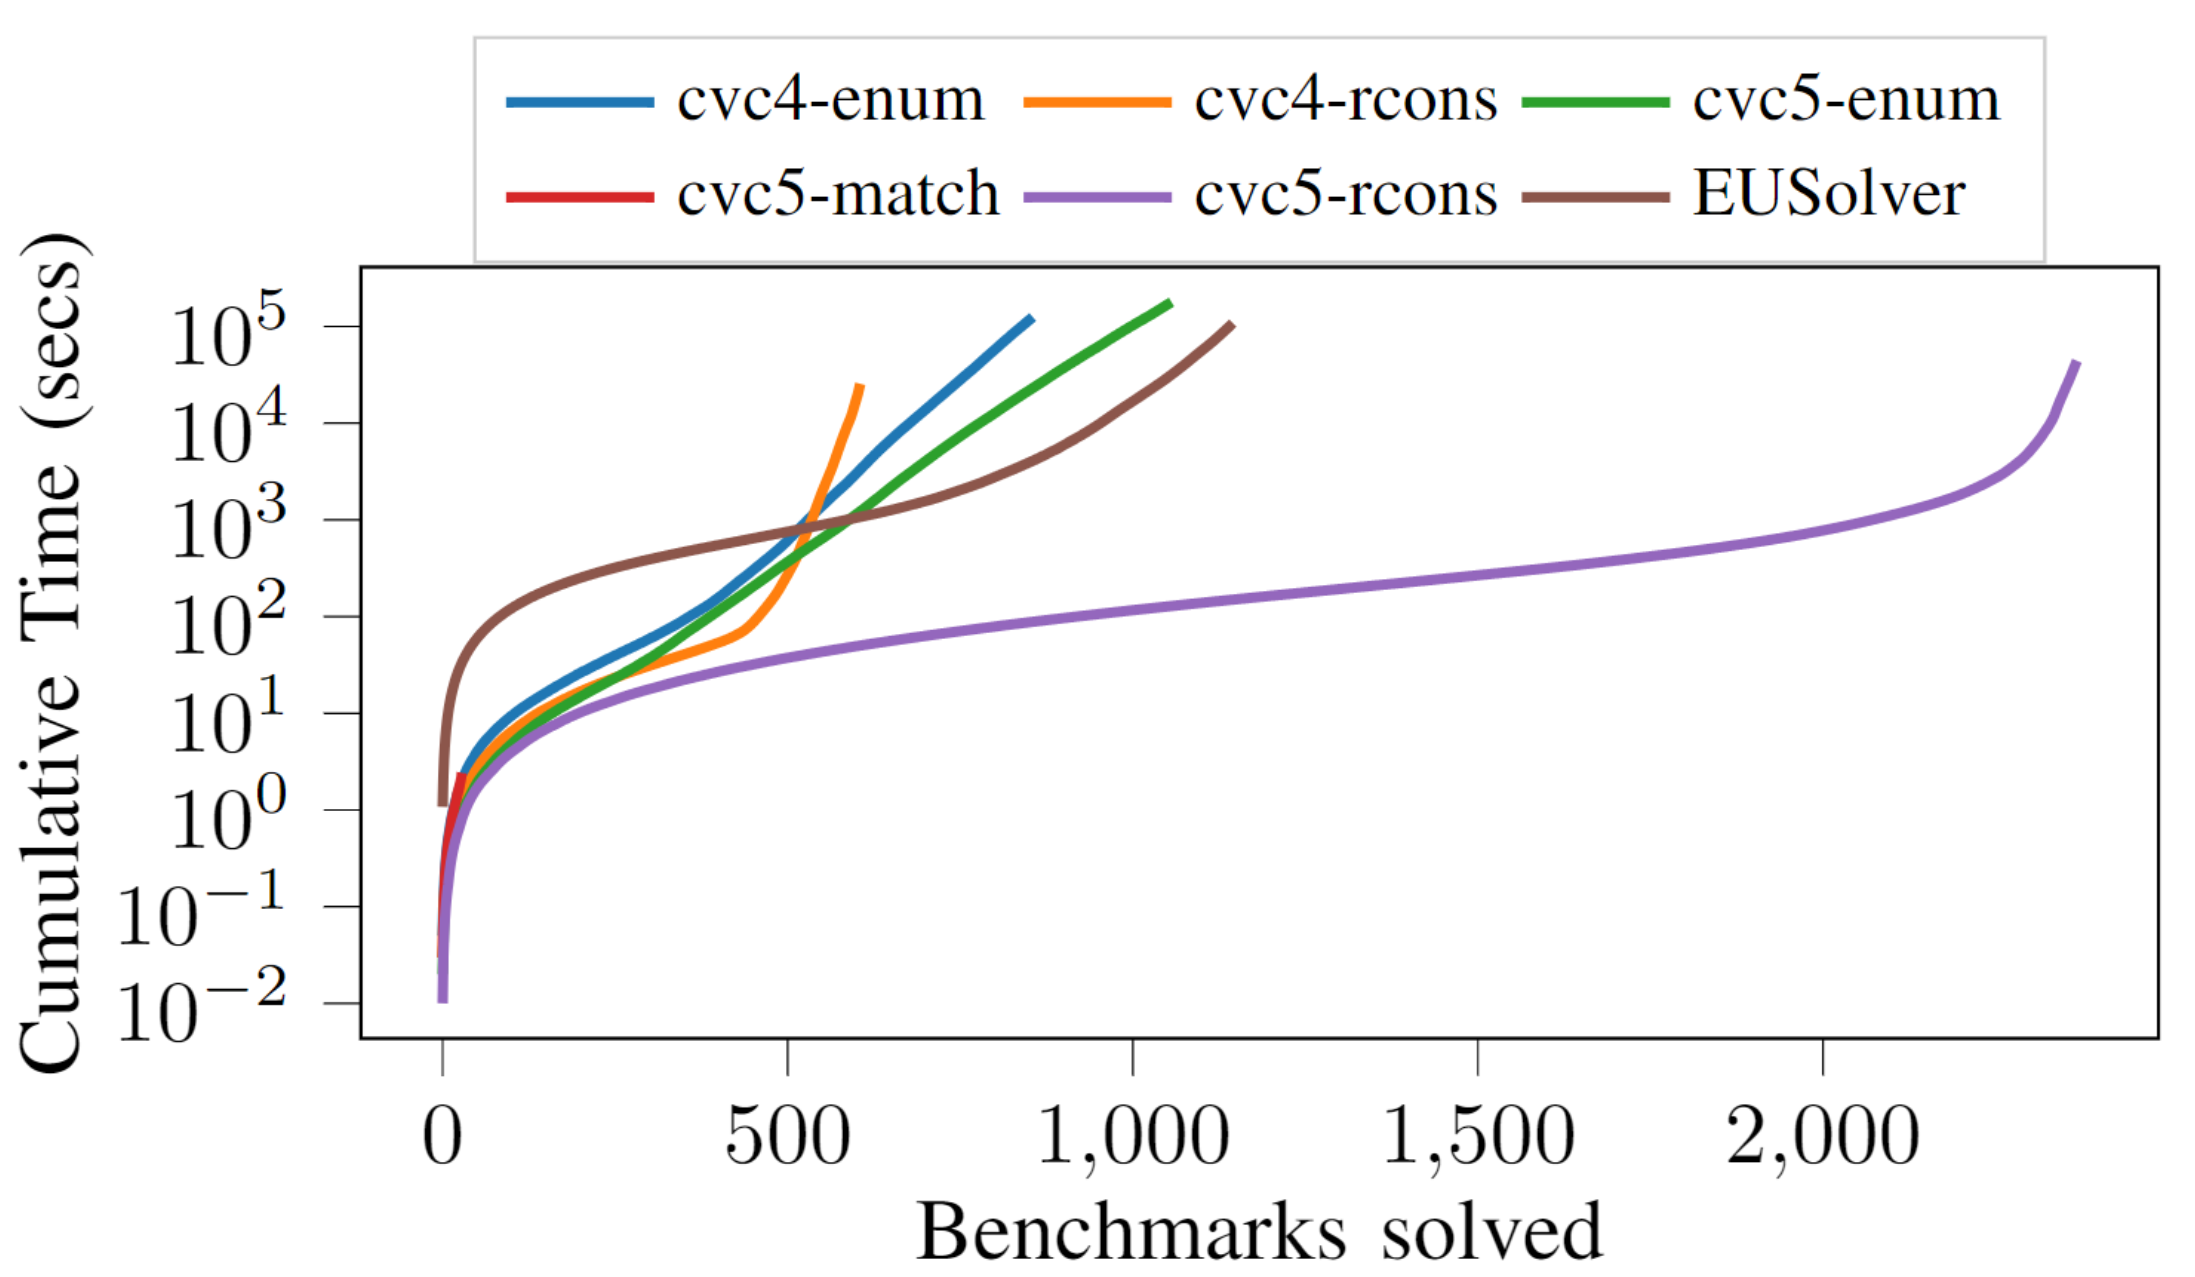 cvc4-enum cvc4-rcons cvc5-enum
cvc5-match cvc5-rcons EUSolver
Cumulative Time (secs)
10^5
10^4
10^3
10^2
10^1
10^0
10^−1
10^−2
0 500 1,000 1,500 2,000
Benchmarks solved